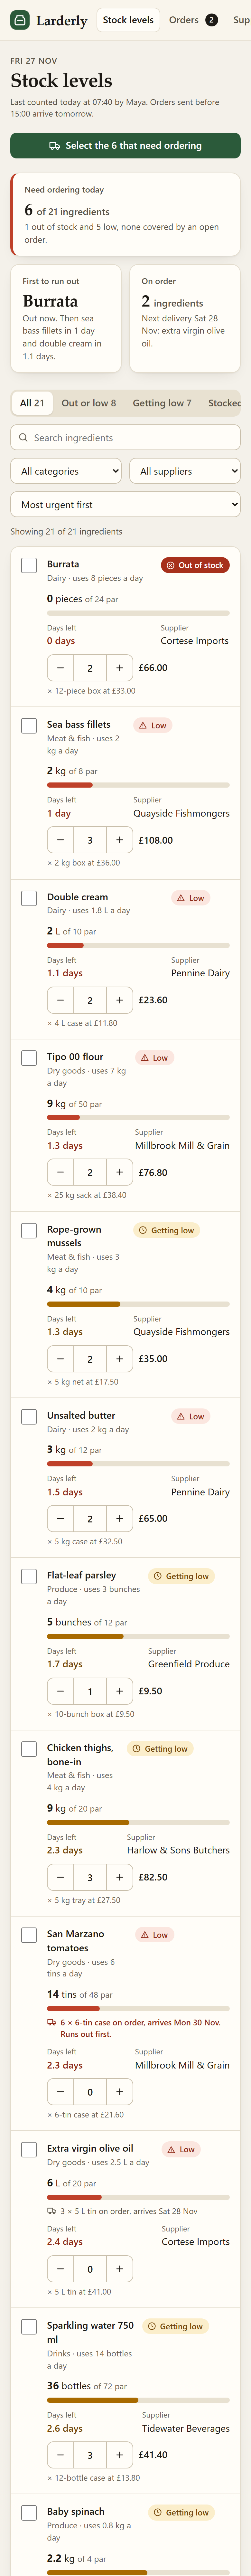 Larderly Stock levels Orders 2
FRI 27 NOV
Stock levels
Last counted today at 07:40 by Maya. Orders sent before
15:00 arrive tomorrow.
Select the 6 that need ordering
Need ordering today
6 of 21 ingredients
1 out of stock and 5 low, none covered by an open
order.
First to run out
Burrata
Out now. Then sea
bass fillets in 1 day
and double cream in
1.1 days.
On order
2 ingredients
Next delivery Sat 28
Nov: extra virgin olive
oil.
All 21 Out or low 8 Getting low 7 Stocked
Search ingredients
All categories All suppliers
Most urgent first
Showing 21 of 21 ingredients
Burrata Out of stock
Dairy · uses 8 pieces a day
0 pieces of 24 par
Days left Supplier
0 days Cortese Imports
− 2 + £66.00
× 12-piece box at £33.00
Sea bass fillets Low
Meat & fish · uses 2
kg a day
2 kg of 8 par
Days left Supplier
1 day Quayside Fishmongers
− 3 + £108.00
× 2 kg box at £36.00
Double cream Low
Dairy · uses 1.8 L a day
2 L of 10 par
Days left Supplier
1.1 days Pennine Dairy
− 2 + £23.60
× 4 L case at £11.80
Tipo 00 flour Low
Dry goods · uses 7 kg
a day
9 kg of 50 par
Days left Supplier
1.3 days Millbrook Mill & Grain
− 2 + £76.80
× 25 kg sack at £38.40
Rope-grown Getting low
mussels
Meat & fish · uses 3
kg a day
4 kg of 10 par
Days left Supplier
1.3 days Quayside Fishmongers
− 2 + £35.00
× 5 kg net at £17.50
Unsalted butter Low
Dairy · uses 2 kg a day
3 kg of 12 par
Days left Supplier
1.5 days Pennine Dairy
− 2 + £65.00
× 5 kg case at £32.50
Flat-leaf parsley Getting low
Produce · uses 3 bunches
a day
5 bunches of 12 par
Days left Supplier
1.7 days Greenfield Produce
− 1 + £9.50
× 10-bunch box at £9.50
Chicken thighs, Getting low
bone-in
Meat & fish · uses
4 kg a day
9 kg of 20 par
Days left Supplier
2.3 days Harlow & Sons Butchers
− 3 + £82.50
× 5 kg tray at £27.50
San Marzano Low
tomatoes
Dry goods · uses 6
tins a day
14 tins of 48 par
6 × 6-tin case on order, arrives Mon 30 Nov.
Runs out first.
Days left Supplier
2.3 days Millbrook Mill & Grain
− 0 +
× 6-tin case at £21.60
Extra virgin olive oil Low
Dry goods · uses 2.5 L a day
6 L of 20 par
3 × 5 L tin on order, arrives Sat 28 Nov
Days left Supplier
2.4 days Cortese Imports
− 0 +
× 5 L tin at £41.00
Sparkling water 750 Getting low
ml
Drinks · uses 14 bottles
a day
36 bottles of 72 par
Days left Supplier
2.6 days Tidewater Beverages
− 3 + £41.40
× 12-bottle case at £13.80
Baby spinach Getting low
Produce · uses 0.8 kg a
day
2.2 kg of 4 par